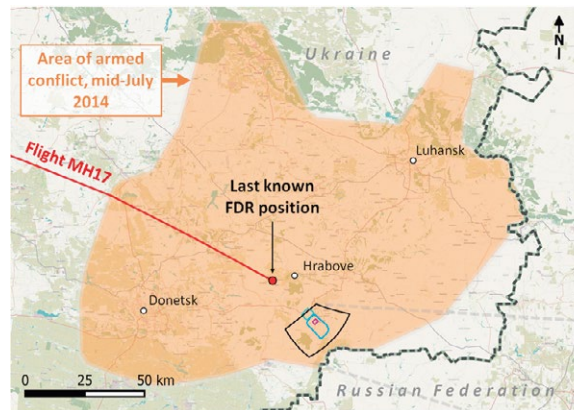 Area of armed
conflict, mid-July
2014
Ukraine
N
Flight MH17
Luhansk
Last known
FDR position
Hrabove
Donetsk
0 25 50 km
Russian Federation